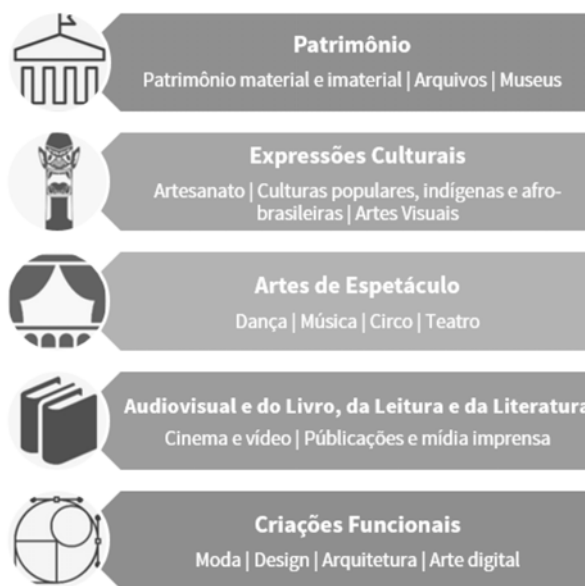 Patrimônio
Patrimônio material e imaterial | Arquivos | Museus
Expressões Culturais
Artesanato | Culturas populares, indígenas e afro-
brasileiras | Artes Visuais
Artes de Espetáculo
Dança | Música | Circo | Teatro
Audiovisual e do Livro, da Leitura e da Literatura
Cinema e vídeo | Públicações e mídia imprensa
Criações Funcionais
Moda | Design | Arquitetura | Arte digital